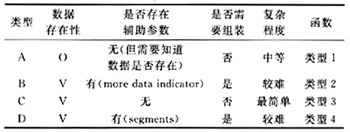 类型 数据存在性 是否存在辅助参数 是否需要组装 复杂程度 函数
A O 无(但需要知道数据是否存在) 否 中等 类型1
B V 有(more data indicator) 是 较难 类型2
C V 无 否 最简单 类型3
D V 有(segments) 是 较难 类型4